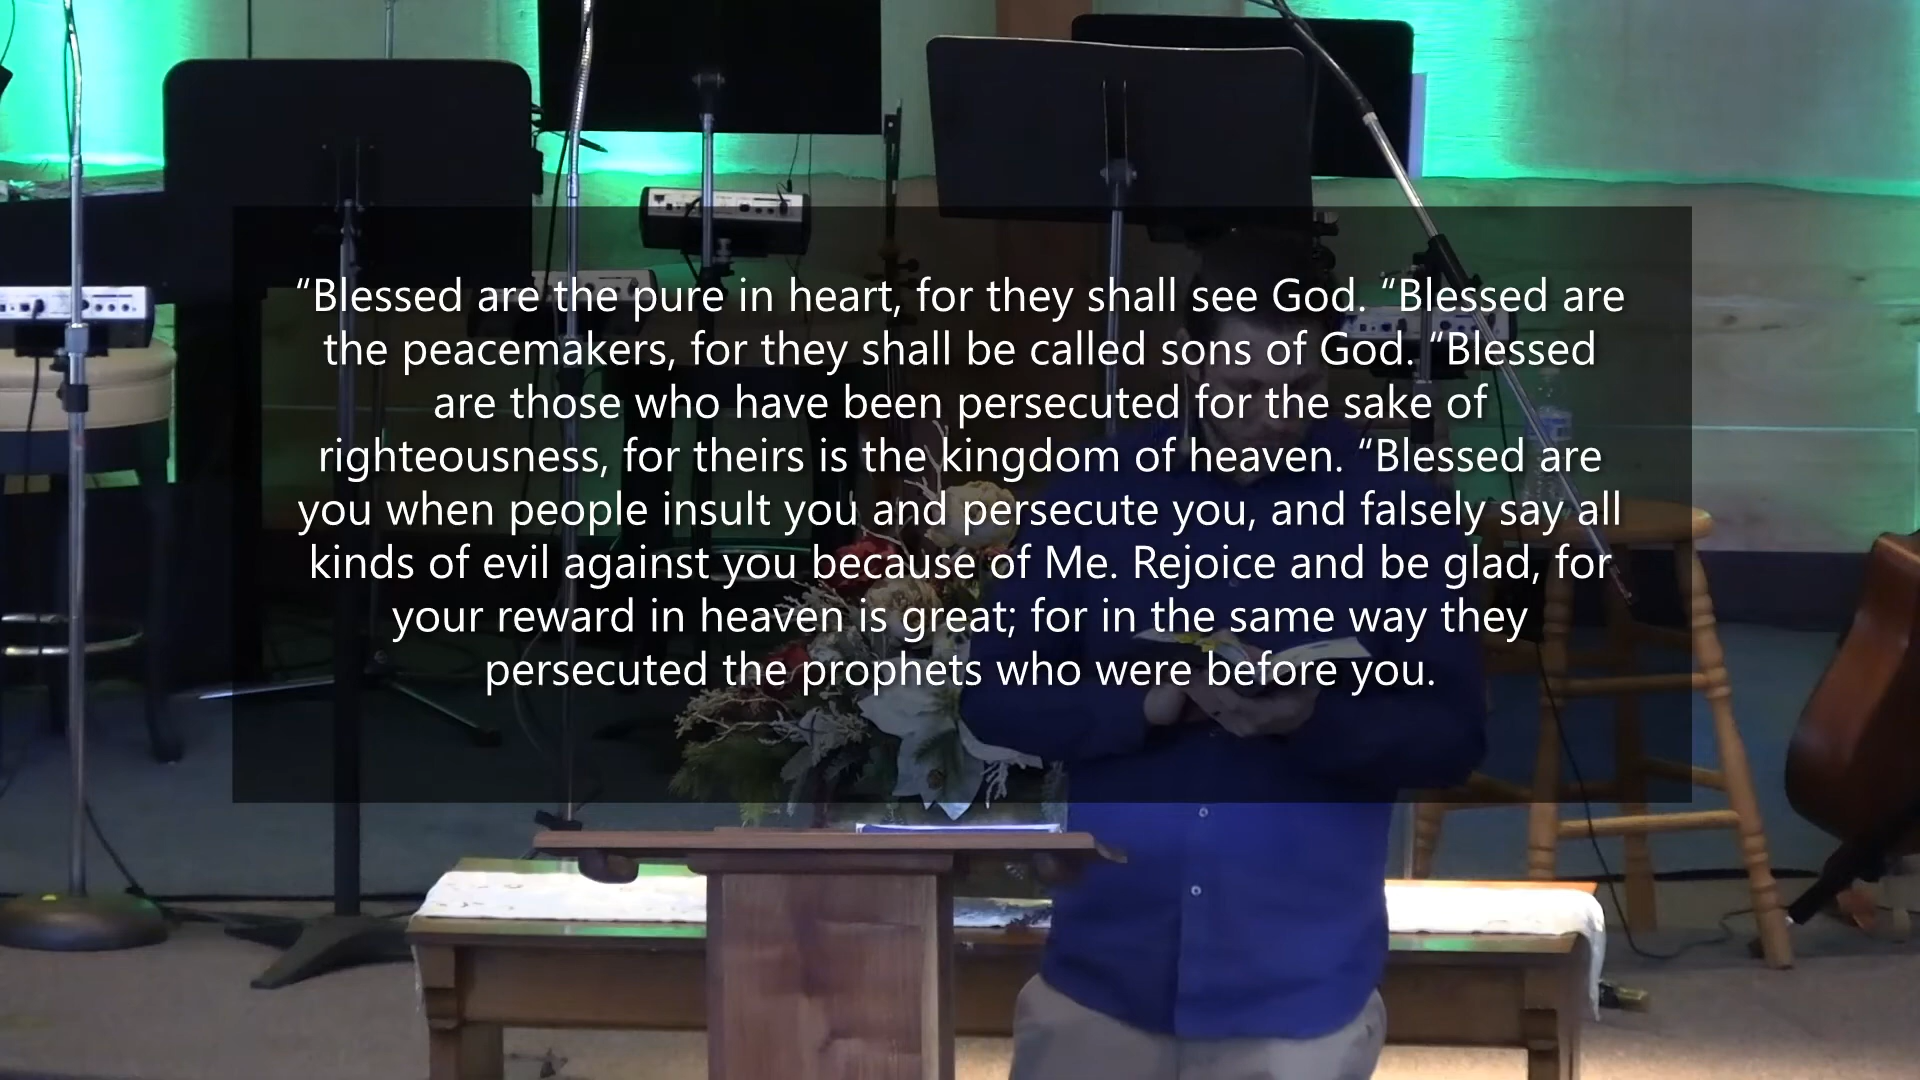 “Blessed are the pure in heart, for they shall see God. “Blessed are
the peacemakers, for they shall be called sons of God. “Blessed
are those who have been persecuted for the sake of
righteousness, for theirs is the kingdom of heaven. “Blessed are
you when people insult you and persecute you, and falsely say all
kinds of evil against you because of Me. Rejoice and be glad, for
your reward in heaven is great; for in the same way they
persecuted the prophets who were before you.